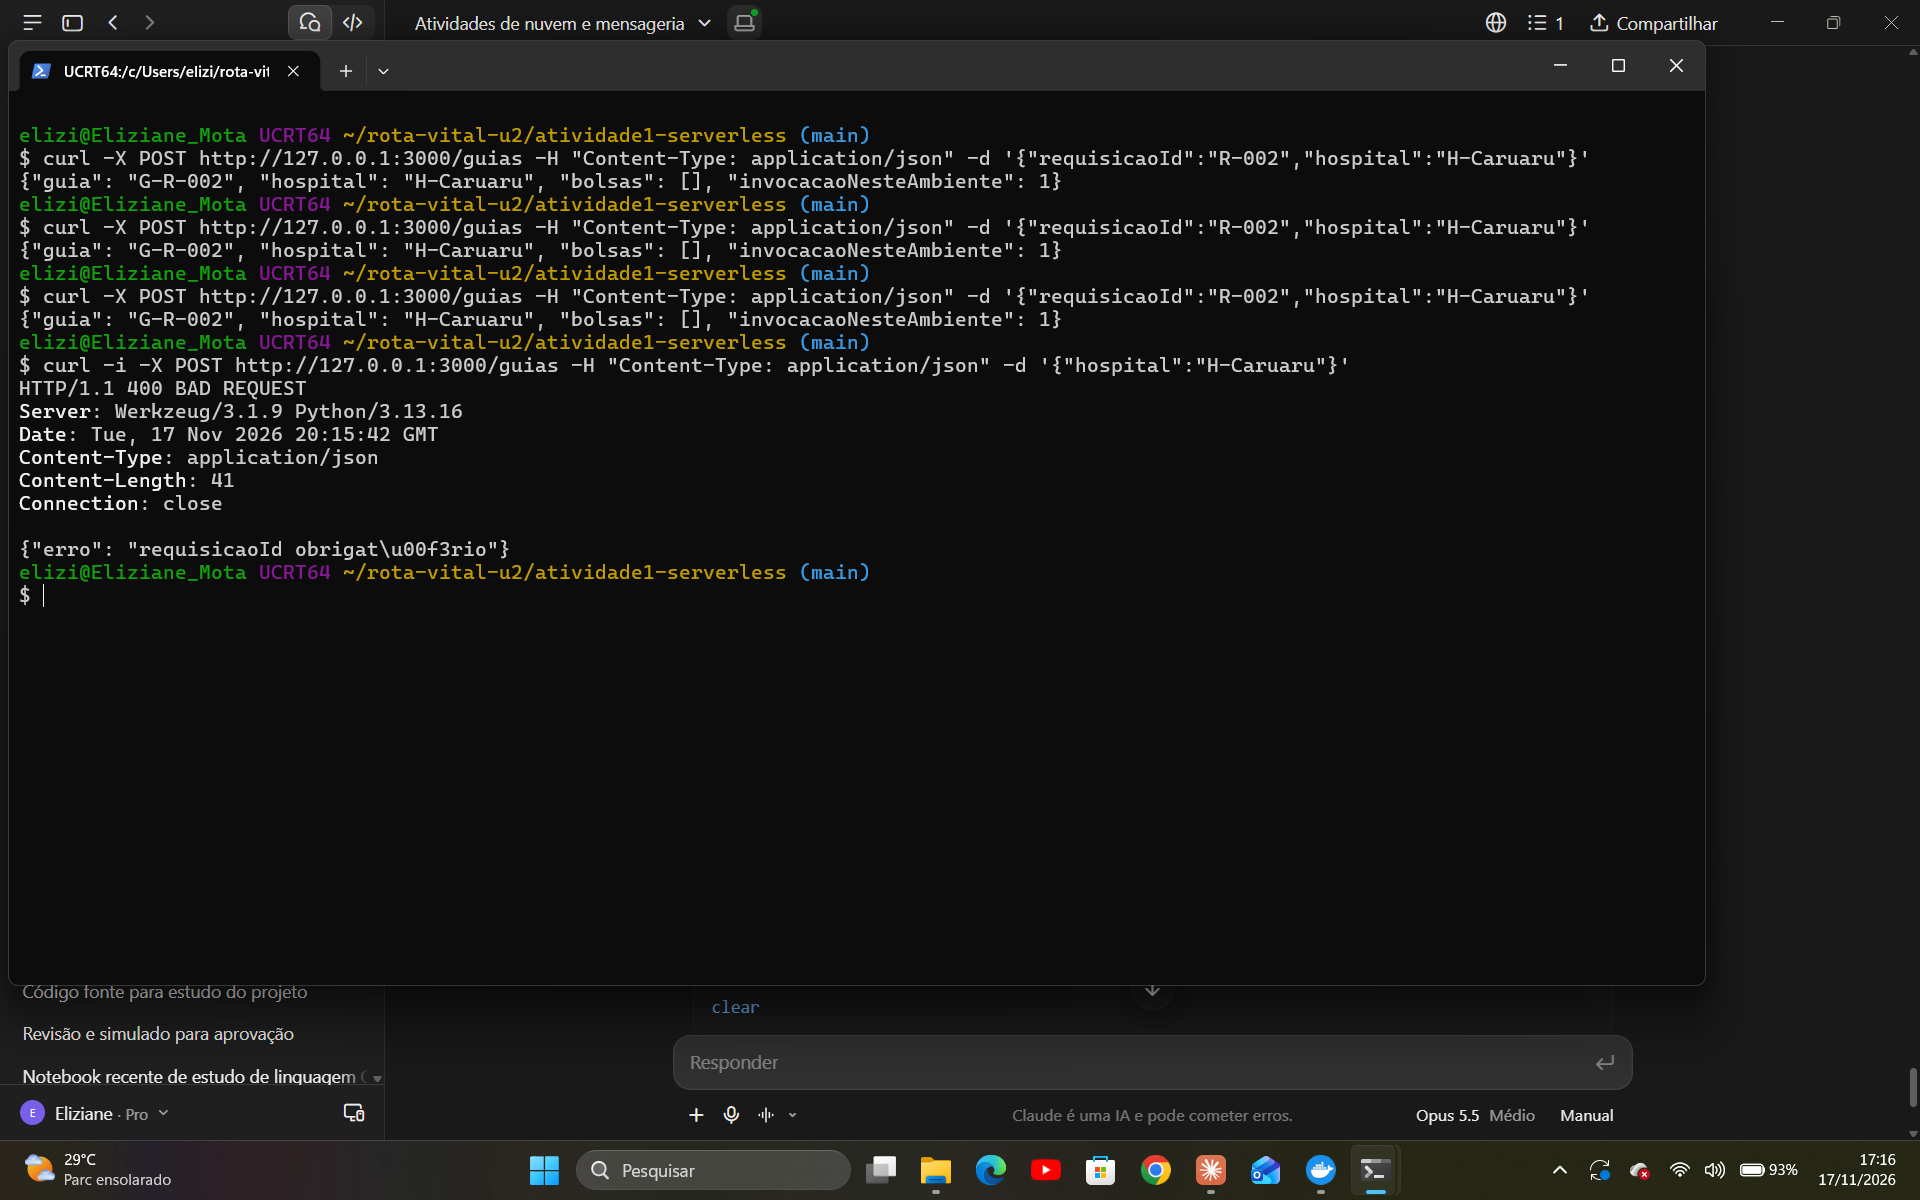 Atividades de nuvem e mensageria
1
Compartilhar
UCRT64:/c/Users/elizi/rota-vit
elizi@Eliziane_Mota UCRT64 ~/rota-vital-u2/atividade1-serverless (main)
$ curl -X POST http://127.0.0.1:3000/guias -H "Content-Type: application/json" -d '{"requisicaoId":"R-002","hospital":"H-Caruaru"}'
{"guia": "G-R-002", "hospital": "H-Caruaru", "bolsas": [], "invocacaoNesteAmbiente": 1}
elizi@Eliziane_Mota UCRT64 ~/rota-vital-u2/atividade1-serverless (main)
$ curl -X POST http://127.0.0.1:3000/guias -H "Content-Type: application/json" -d '{"requisicaoId":"R-002","hospital":"H-Caruaru"}'
{"guia": "G-R-002", "hospital": "H-Caruaru", "bolsas": [], "invocacaoNesteAmbiente": 1}
elizi@Eliziane_Mota UCRT64 ~/rota-vital-u2/atividade1-serverless (main)
$ curl -X POST http://127.0.0.1:3000/guias -H "Content-Type: application/json" -d '{"requisicaoId":"R-002","hospital":"H-Caruaru"}'
{"guia": "G-R-002", "hospital": "H-Caruaru", "bolsas": [], "invocacaoNesteAmbiente": 1}
elizi@Eliziane_Mota UCRT64 ~/rota-vital-u2/atividade1-serverless (main)
$ curl -i -X POST http://127.0.0.1:3000/guias -H "Content-Type: application/json" -d '{"hospital":"H-Caruaru"}'
HTTP/1.1 400 BAD REQUEST
Server: Werkzeug/3.1.9 Python/3.13.16
Date: Tue, 17 Nov 2026 20:15:42 GMT
Content-Type: application/json
Content-Length: 41
Connection: close
{"erro": "requisicaoId obrigat\u00f3rio"}
elizi@Eliziane_Mota UCRT64 ~/rota-vital-u2/atividade1-serverless (main)
$
Código fonte para estudo do projeto
Revisão e simulado para aprovação
Notebook recente de estudo de linguagem
E Eliziane · Pro
clear
Responder
Claude é uma IA e pode cometer erros.
Opus 5.5 Médio
Manual
29°C
Parc ensolarado
Pesquisar
93%
17:16
17/11/2026